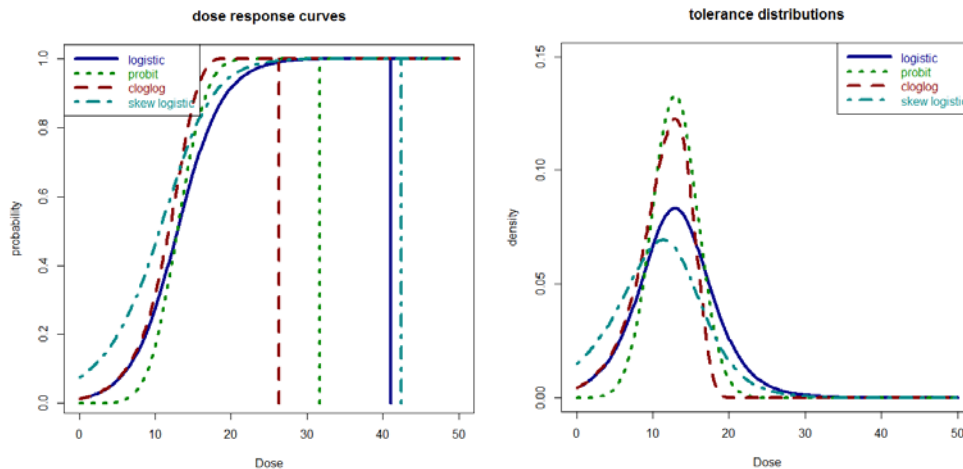 dose response curves
logistic
probit
cloglog
skew logistic
probability
0.0 0.2 0.4 0.6 0.8 1.0
0 10 20 30 40 50
Dose
tolerance distributions
logistic
probit
cloglog
skew logistic
density
0.00 0.05 0.10 0.15
0 10 20 30 40 50
Dose